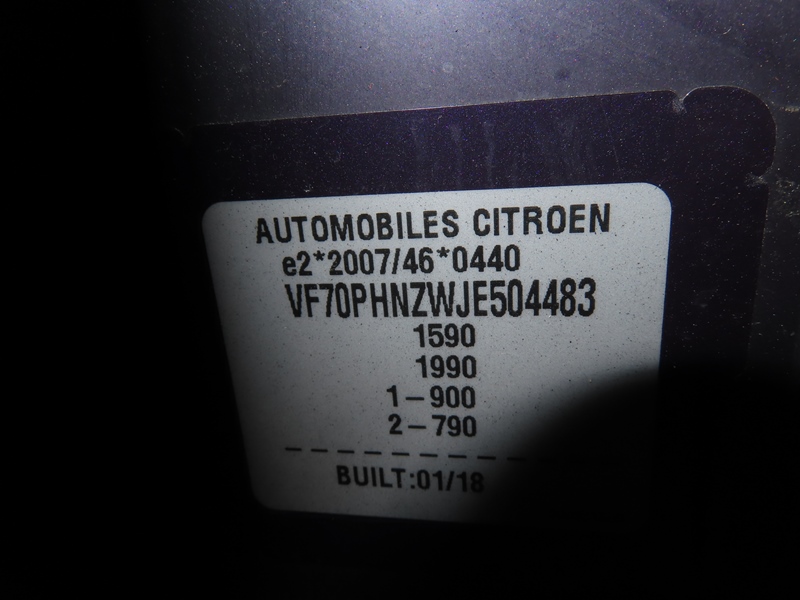 AUTOMOBILES CITROEN
e2*2007/46*0440
VF70PHNZWJE504483
1590
1990
1-900
2-790
BUILT:01/18